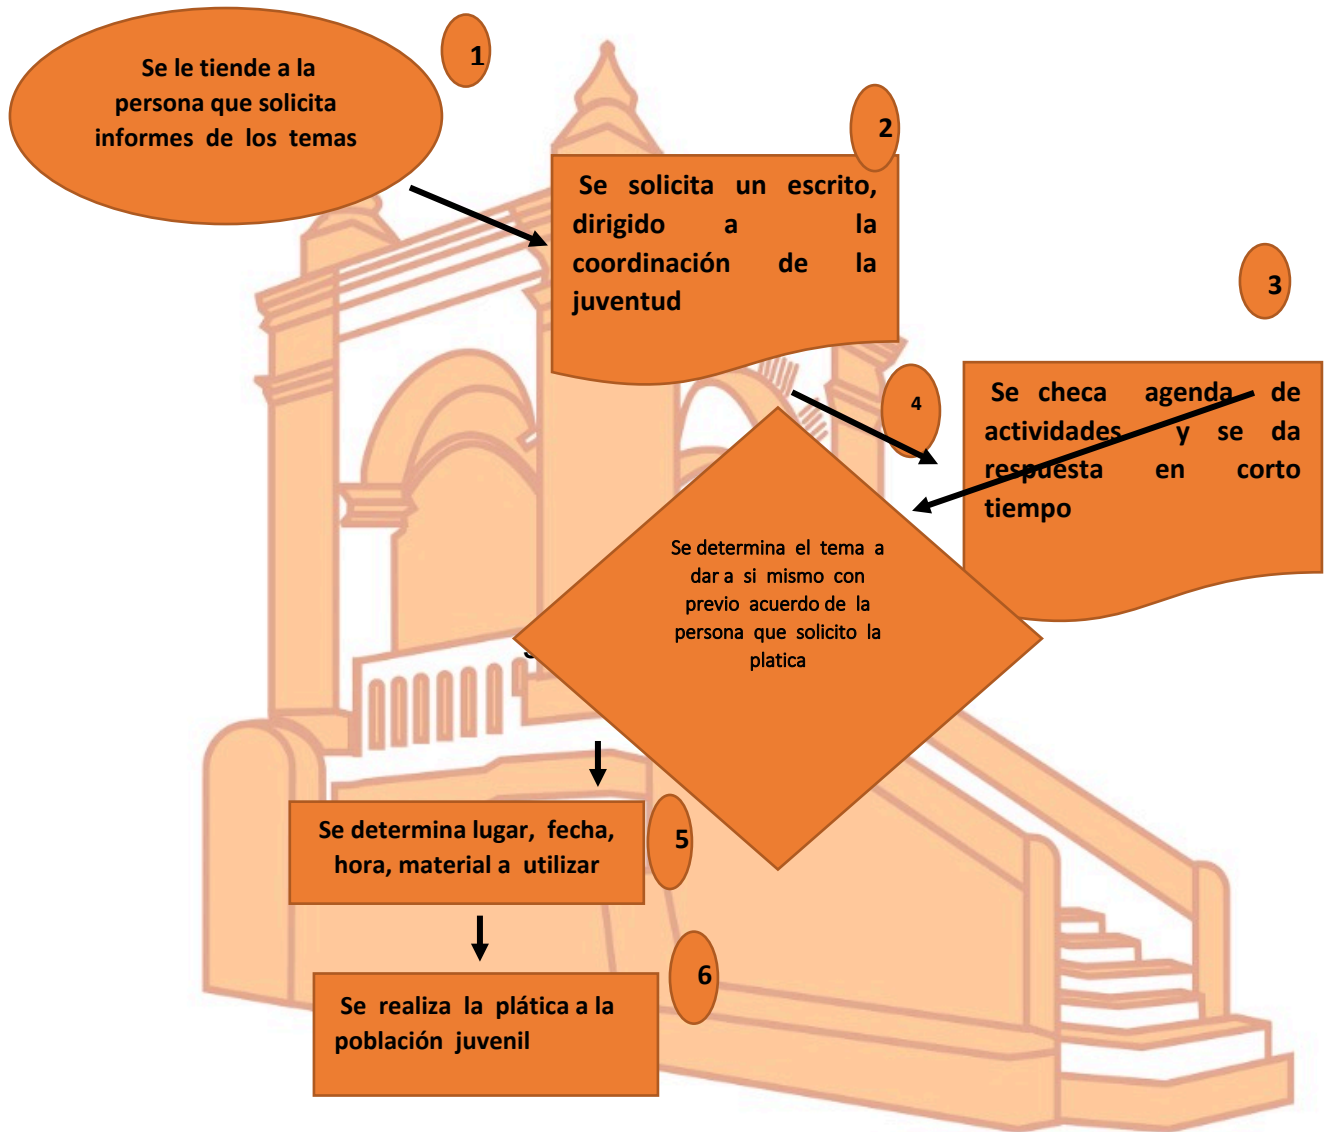 1
Se le tiende a la
persona que solicita
informes de los temas
2
Se solicita un escrito,
dirigido a la
coordinación de la
juventud
3
Se checa agenda de
actividades y se da
respuesta en corto
tiempo
4
Se determina el tema a
dar a si mismo con
previo acuerdo de la
persona que solicito la
platica
5
Se determina lugar, fecha,
hora, material a utilizar
6
Se realiza la plática a la
población juvenil